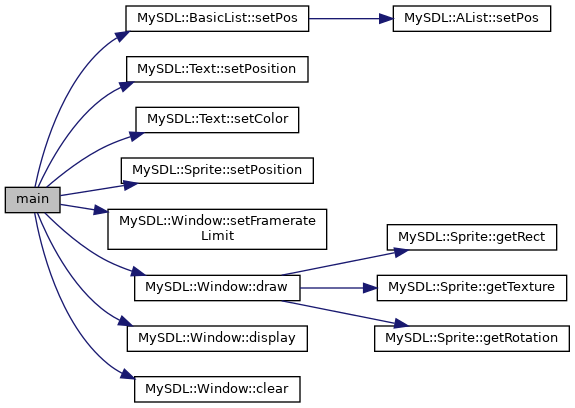 main
MySDL::BasicList::setPos
MySDL::AList::setPos
MySDL::Text::setPosition
MySDL::Text::setColor
MySDL::Sprite::setPosition
MySDL::Window::setFramerate
Limit
MySDL::Window::draw
MySDL::Sprite::getRect
MySDL::Sprite::getTexture
MySDL::Sprite::getRotation
MySDL::Window::display
MySDL::Window::clear